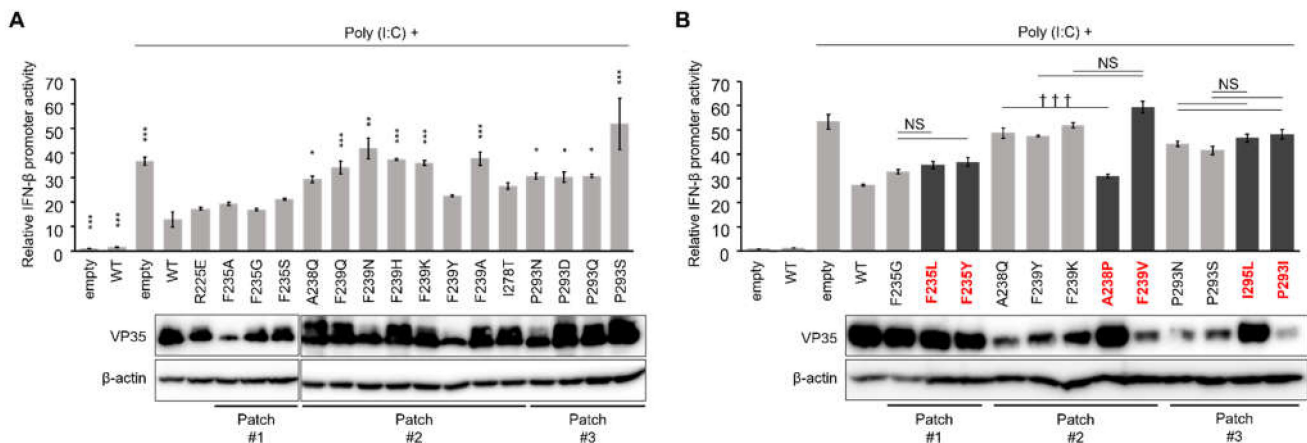 A
Poly (I:C) +
Relative IFN-β promoter activity
70
60
50
40
30
20
10
0
***
***
***
*
***
**
***
***
***
*
*
*
***
empty
WT
empty
WT
R225E
F235A
F235G
F235S
A238Q
F239Q
F239N
F239H
F239K
F239Y
F239A
I278T
P293N
P293D
P293Q
P293S
VP35
β-actin
Patch
#1
Patch
#2
Patch
#3
B
Poly (I:C) +
Relative IFN-β promoter activity
70
60
50
40
30
20
10
0
NS
†††
NS
NS
empty
WT
empty
WT
F235G
F235L
F235Y
A238Q
F239Y
F239K
A238P
F239V
P293N
P293S
I295L
P293I
VP35
β-actin
Patch
#1
Patch
#2
Patch
#3